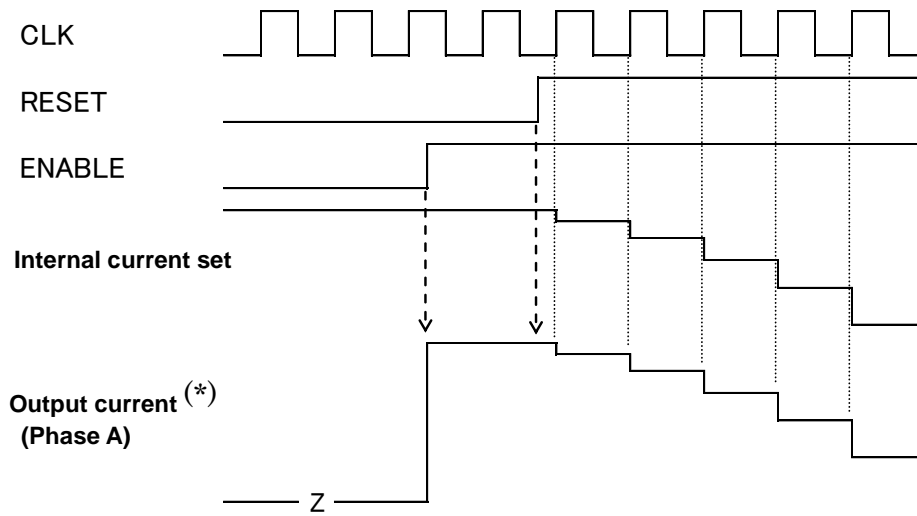 CLK
RESET
ENABLE
Internal current set
Output current (*)
(Phase A)
Z